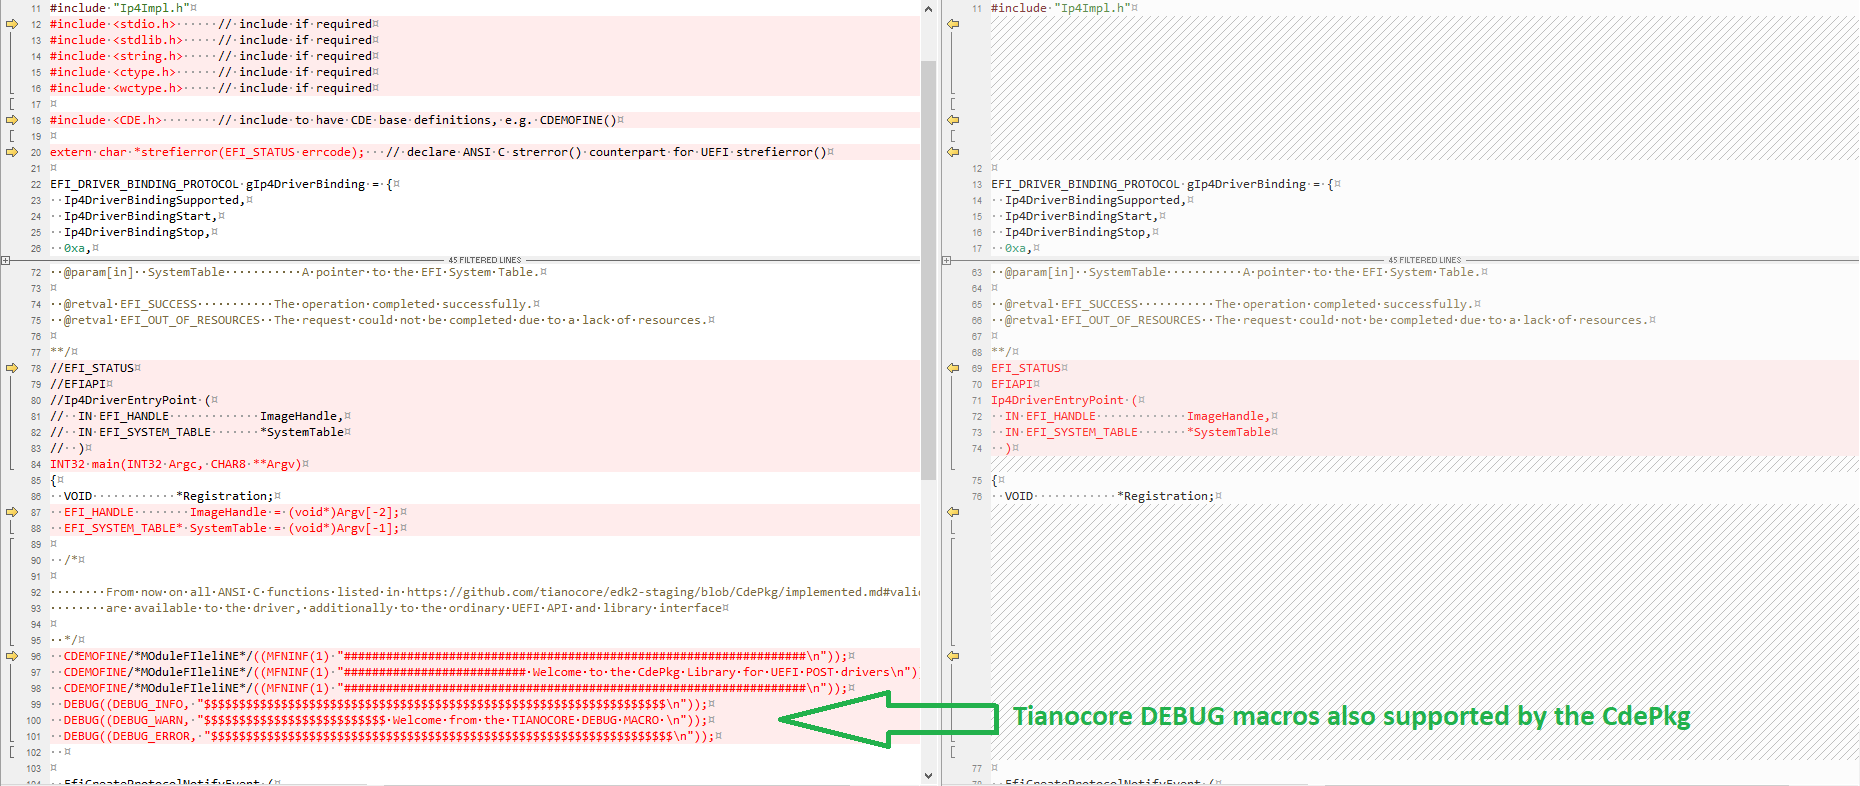 11 #include "Ip4Impl.h"
12 #include <stdio.h> // include if required
13 #include <stdlib.h> // include if required
14 #include <string.h> // include if required
15 #include <ctype.h> // include if required
16 #include <wctype.h> // include if required
17
18 #include <CDE.h> // include to have CDE base definitions, e.g. CDEMOFINE()
19
20 extern char *strefierror(EFI_STATUS errcode); // declare ANSI C strerror() counterpart for UEFI strefierror()
21
22 EFI_DRIVER_BINDING_PROTOCOL gIp4DriverBinding = {
23 Ip4DriverBindingSupported,
24 Ip4DriverBindingStart,
25 Ip4DriverBindingStop,
26 0xa,
45 FILTERED LINES
72 @param[in] SystemTable A pointer to the EFI System Table.
73
74 @retval EFI_SUCCESS The operation completed successfully.
75 @retval EFI_OUT_OF_RESOURCES The request could not be completed due to a lack of resources.
76
77 **/
78 //EFI_STATUS
79 //EFIAPI
80 //Ip4DriverEntryPoint (
81 // IN EFI_HANDLE ImageHandle,
82 // IN EFI_SYSTEM_TABLE *SystemTable
83 // )
84 INT32 main(INT32 Argc, CHAR8 **Argv)
85 {
86 VOID *Registration;
87 EFI_HANDLE ImageHandle = (void*)Argv[-2];
88 EFI_SYSTEM_TABLE* SystemTable = (void*)Argv[-1];
89
90 /*
91
92 From now on all ANSI C functions listed in https://github.com/tianocore/edk2-staging/blob/CdePkg/implemented.md#valid
93 are available to the driver, additionally to the ordinary UEFI API and library interface
94
95 */
96 CDEMOFINE/*MOduleFIleliNE*/((MFNINF(1) "##################################################################\n"));
97 CDEMOFINE/*MOduleFIleliNE*/((MFNINF(1) "########################## Welcome to the CdePkg Library for UEFI POST drivers\n")
98 CDEMOFINE/*MOduleFIleliNE*/((MFNINF(1) "##################################################################\n"));
99 DEBUG((DEBUG_INFO, "$$$$$$$$$$$$$$$$$$$$$$$$$$$$$$$$$$$$$$$$$$$$$$$$$$$$$$$$$$$$$$$$$$\n"));
100 DEBUG((DEBUG_WARN, "$$$$$$$$$$$$$$$$$$$$$$$$$$ Welcome from the TIANOCORE DEBUG MACRO \n"));
101 DEBUG((DEBUG_ERROR, "$$$$$$$$$$$$$$$$$$$$$$$$$$$$$$$$$$$$$$$$$$$$$$$$$$$$$$$$$$$$$$$$$$\n"));
102
103
104 EfiCreateProtocolNotifyEvent (
11 #include "Ip4Impl.h"
12
13 EFI_DRIVER_BINDING_PROTOCOL gIp4DriverBinding = {
14 Ip4DriverBindingSupported,
15 Ip4DriverBindingStart,
16 Ip4DriverBindingStop,
17 0xa,
45 FILTERED LINES
63 @param[in] SystemTable A pointer to the EFI System Table.
64
65 @retval EFI_SUCCESS The operation completed successfully.
66 @retval EFI_OUT_OF_RESOURCES The request could not be completed due to a lack of resources.
67
68 **/
69 EFI_STATUS
70 EFIAPI
71 Ip4DriverEntryPoint (
72 IN EFI_HANDLE ImageHandle,
73 IN EFI_SYSTEM_TABLE *SystemTable
74 )
75 {
76 VOID *Registration;
Tianocore DEBUG macros also supported by the CdePkg
77
78 EfiCreateProtocolNotifyEvent (